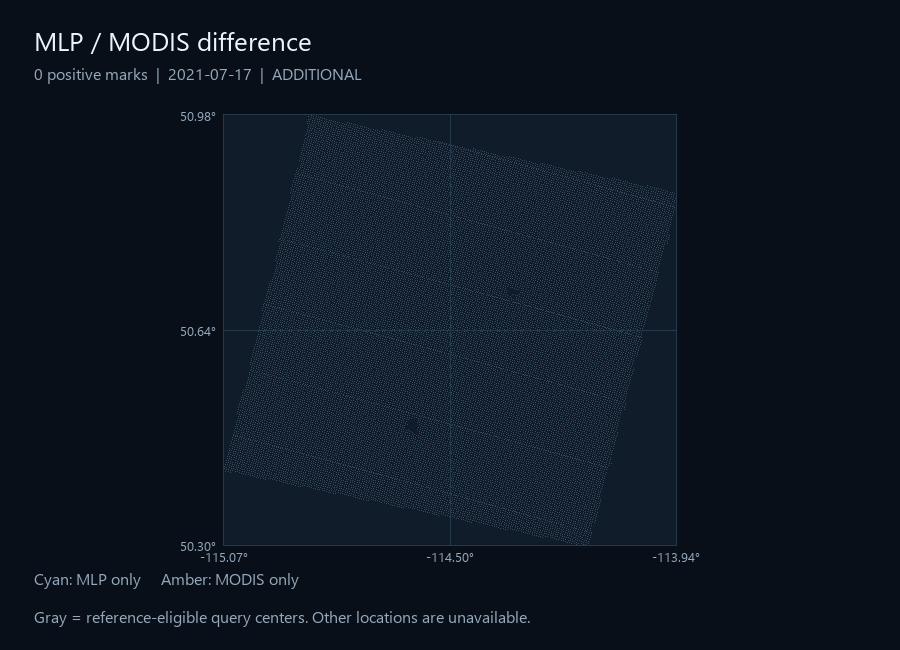 MLP / MODIS difference
0 positive marks | 2021-07-17 | ADDITIONAL
50.98°
50.64°
50.30°
-115.07° -114.50° -113.94°
Cyan: MLP only Amber: MODIS only
Gray = reference-eligible query centers. Other locations are unavailable.